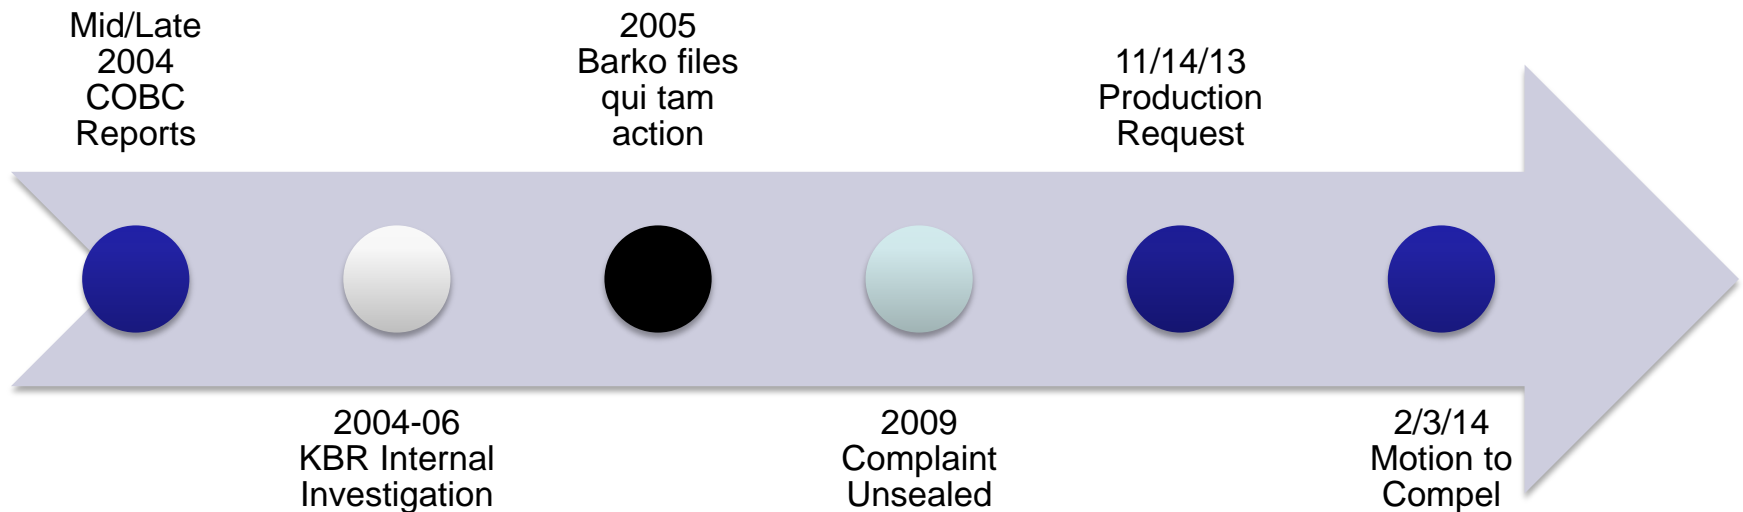 Mid/Late
2004
COBC
Reports
2005
Barko files
qui tam
action
11/14/13
Production
Request
2004-06
KBR Internal
Investigation
2009
Complaint
Unsealed
2/3/14
Motion to
Compel